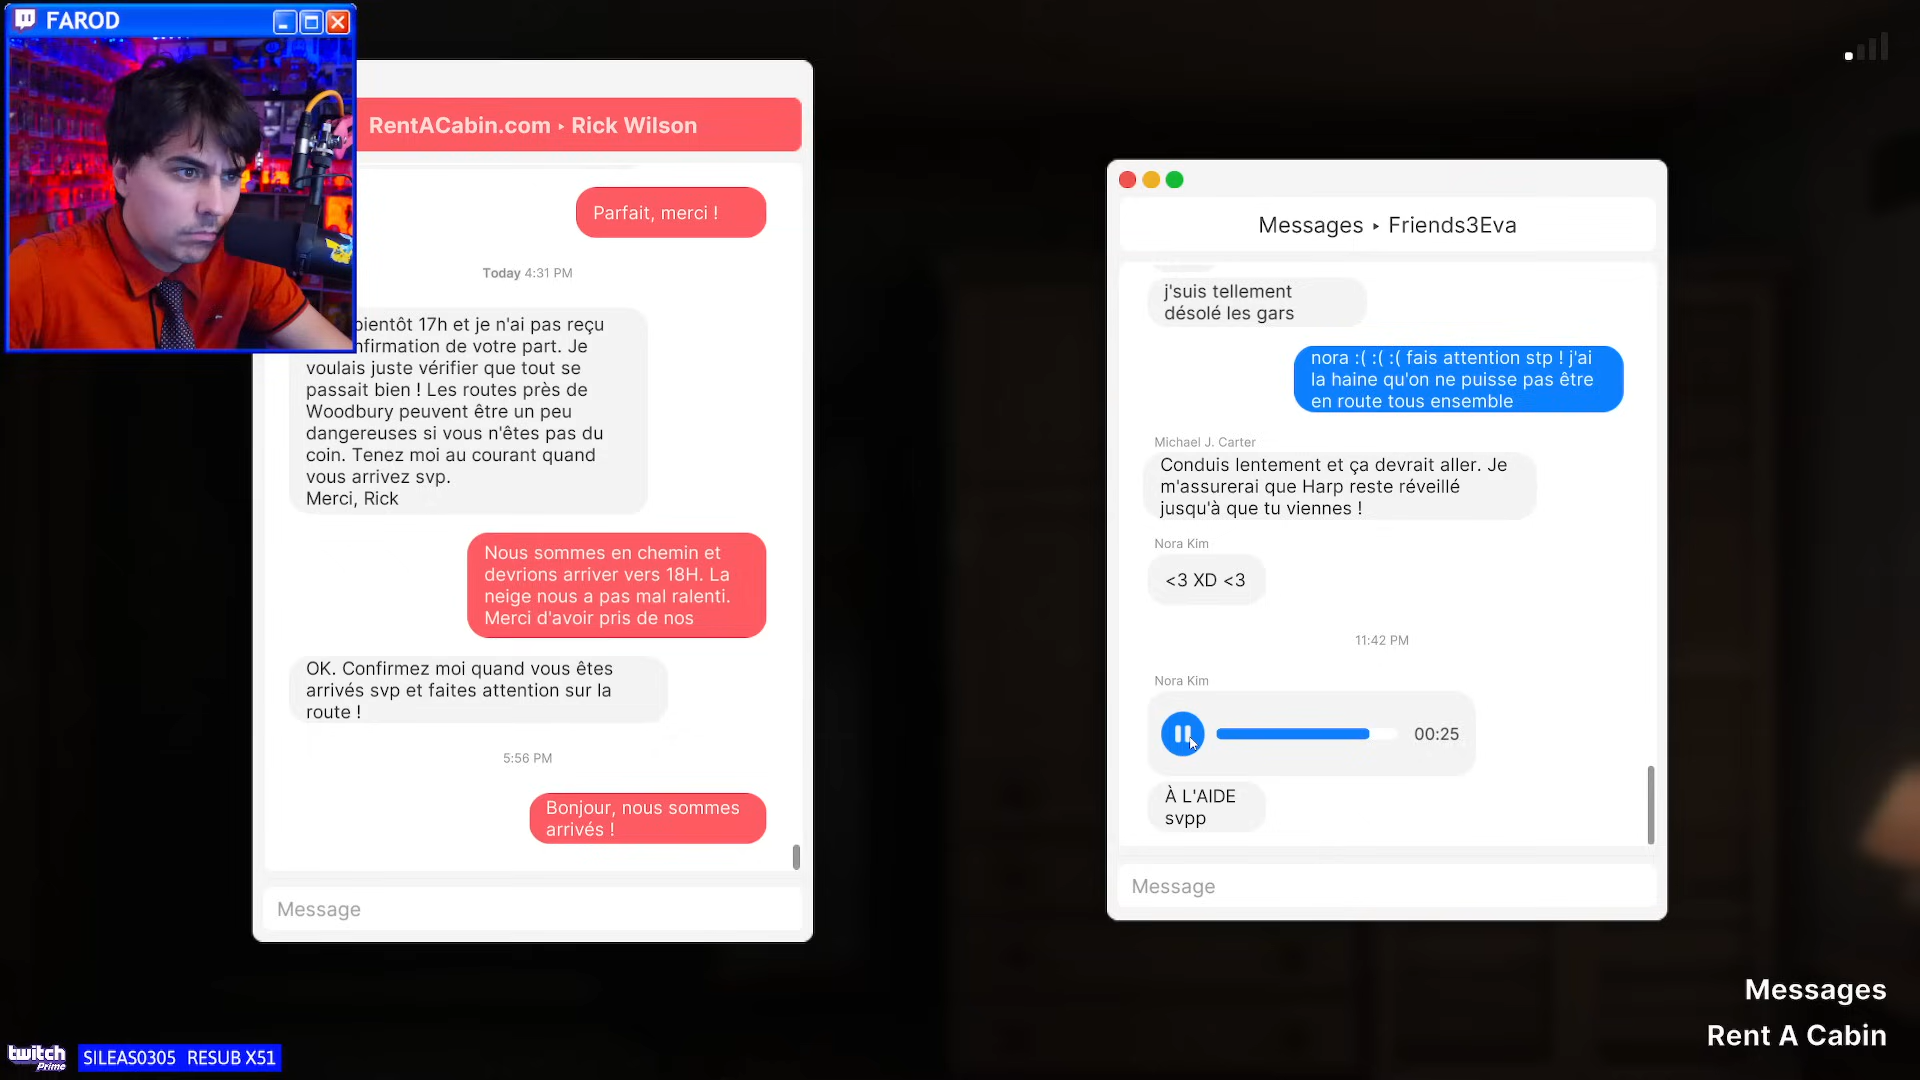 FAROD
RentACabin.com ▸ Rick Wilson
Parfait, merci !
Today 4:31 PM
bientôt 17h et je n'ai pas reçu
nfirmation de votre part. Je
voulais juste vérifier que tout se
passait bien ! Les routes près de
Woodbury peuvent être un peu
dangereuses si vous n'êtes pas du
coin. Tenez moi au courant quand
vous arrivez svp.
Merci, Rick
Nous sommes en chemin et
devrions arriver vers 18H. La
neige nous a pas mal ralenti.
Merci d'avoir pris de nos
OK. Confirmez moi quand vous êtes
arrivés svp et faites attention sur la
route !
5:56 PM
Bonjour, nous sommes
arrivés !
Message
Messages ▸ Friends3Eva
j'suis tellement
désolé les gars
nora :( :( :( fais attention stp ! j'ai
la haine qu'on ne puisse pas être
en route tous ensemble
Michael J. Carter
Conduis lentement et ça devrait aller. Je
m'assurerai que Harp reste réveillé
jusqu'à que tu viennes !
Nora Kim
<3 XD <3
11:42 PM
Nora Kim
00:25
À L'AIDE
svpp
Message
Messages
Rent A Cabin
twitch
Prime
SILEAS0305 RESUB X51